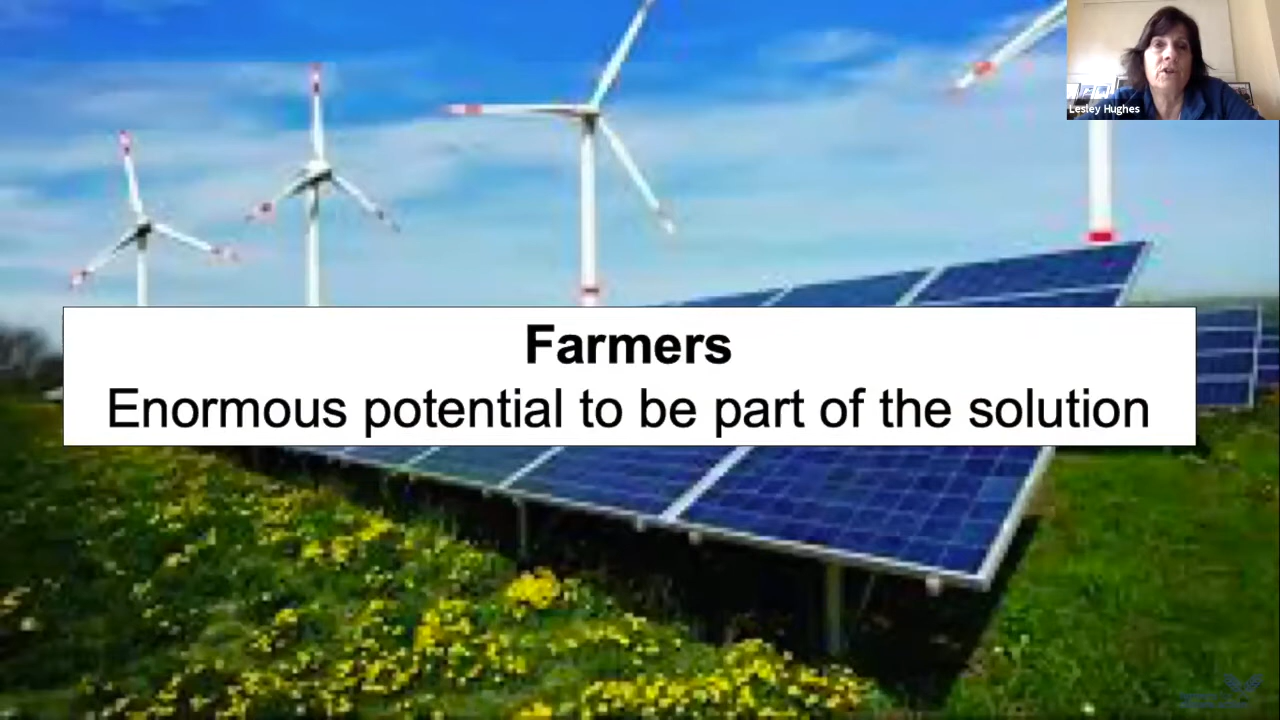 Lesley Hughes
Farmers
Enormous potential to be part of the solution